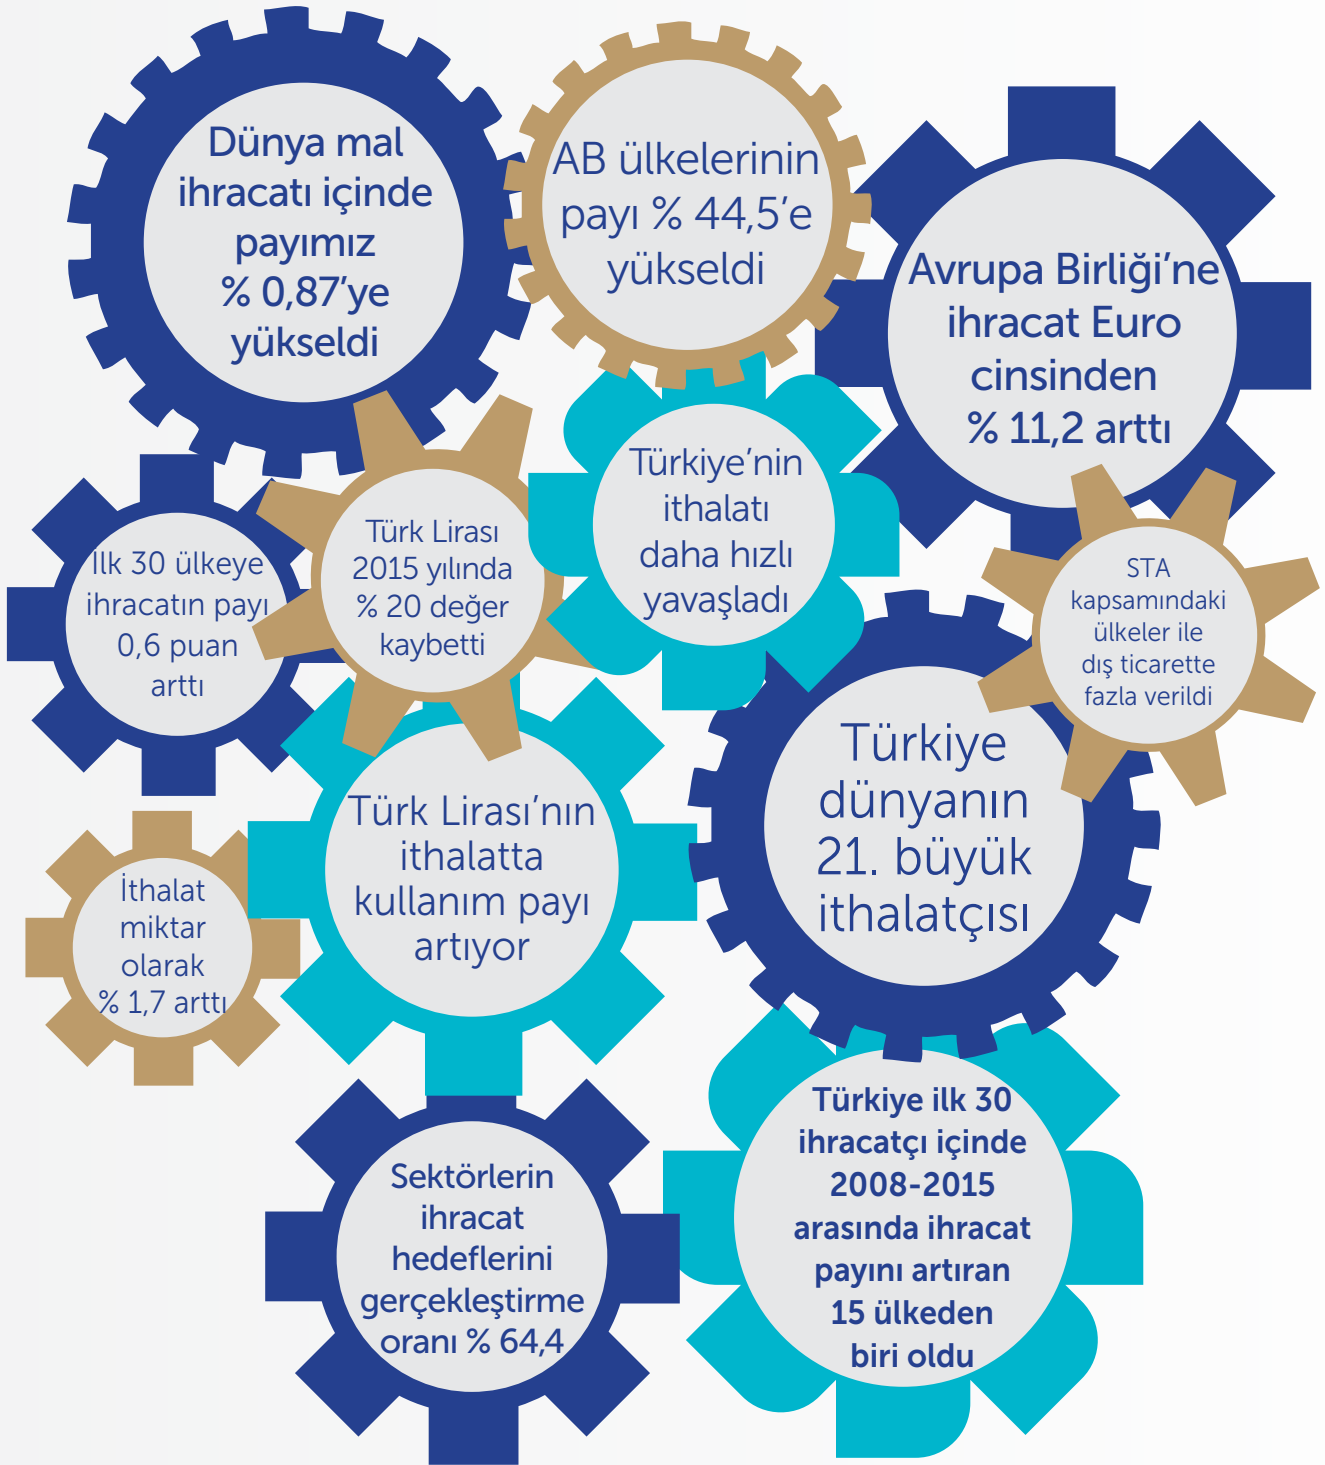 Dünya mal
ihracatı içinde
payımız
% 0,87'ye
yükseldi
AB ülkelerinin
payı % 44,5'e
yükseldi
Avrupa Birliği'ne
ihracat Euro
cinsinden
% 11,2 arttı
İlk 30 ülkeye
ihracatın payı
0,6 puan
arttı
Türk Lirası
2015 yılında
% 20 değer
kaybetti
Türkiye'nin
ithalatı
daha hızlı
yavaşladı
STA
kapsamındaki
ülkeler ile
dış ticarette
fazla verildi
Türkiye
dünyanın
21. büyük
ithalatçısı
Türk Lirası'nın
ithalatta
kullanım payı
artıyor
İthalat
miktar
olarak
% 1,7 arttı
Sektörlerin
ihracat
hedeflerini
gerçekleştirme
oranı % 64,4
Türkiye ilk 30
ihracatçı içinde
2008-2015
arasında ihracat
payını artıran
15 ülkeden
biri oldu